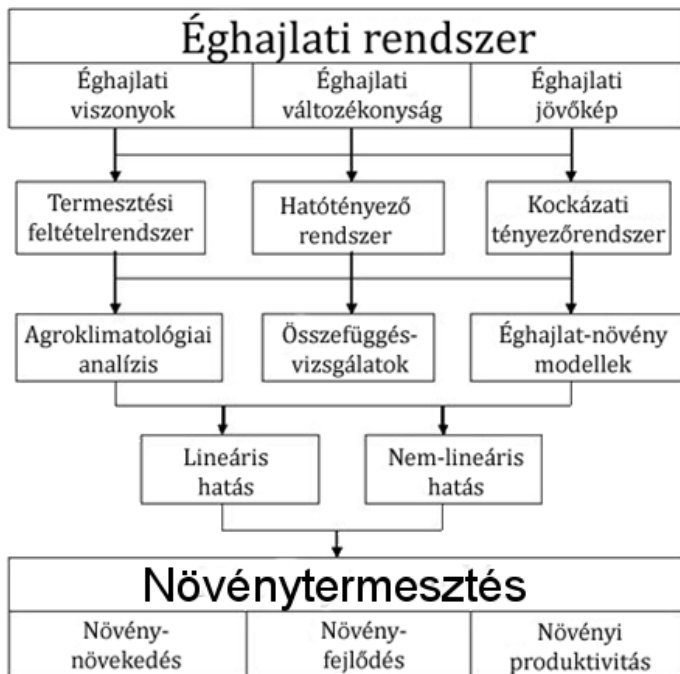 Éghajlati rendszer
Éghajlati
viszonyok
Éghajlati
változékonyság
Éghajlati
jövőkép
Termesztési
feltételrendszer
Hatótényező
rendszer
Kockázati
tényezőrendszer
Agroklimatológiai
analízis
Összefüggés-
vizsgálatok
Éghajlat-növény
modellek
Lineáris
hatás
Nem-lineáris
hatás
Növénytermesztés
Növény-
növekedés
Növény-
fejlődés
Növényi
produktivitás